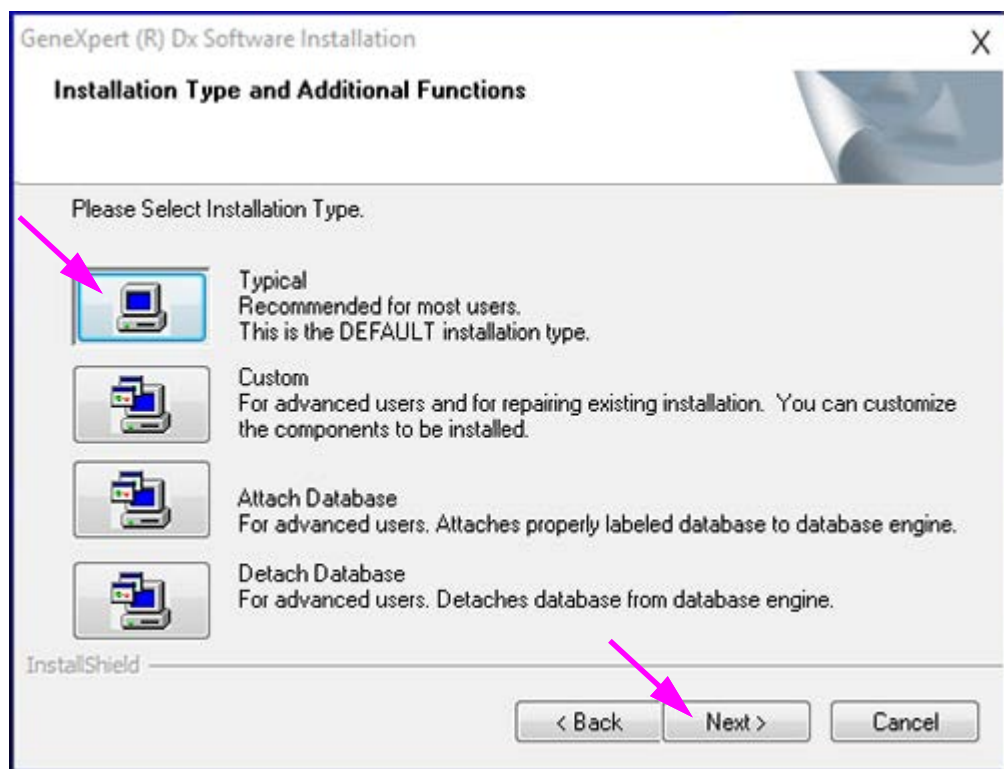 GeneXpert (R) Dx Software Installation
X
Installation Type and Additional Functions
Please Select Installation Type.
Typical
Recommended for most users.
This is the DEFAULT installation type.
Custom
For advanced users and for repairing existing installation.  You can customize
the components to be installed.
Attach Database
For advanced users. Attaches properly labeled database to database engine.
Detach Database
For advanced users. Detaches database from database engine.
InstallShield
< Back
Next >
Cancel